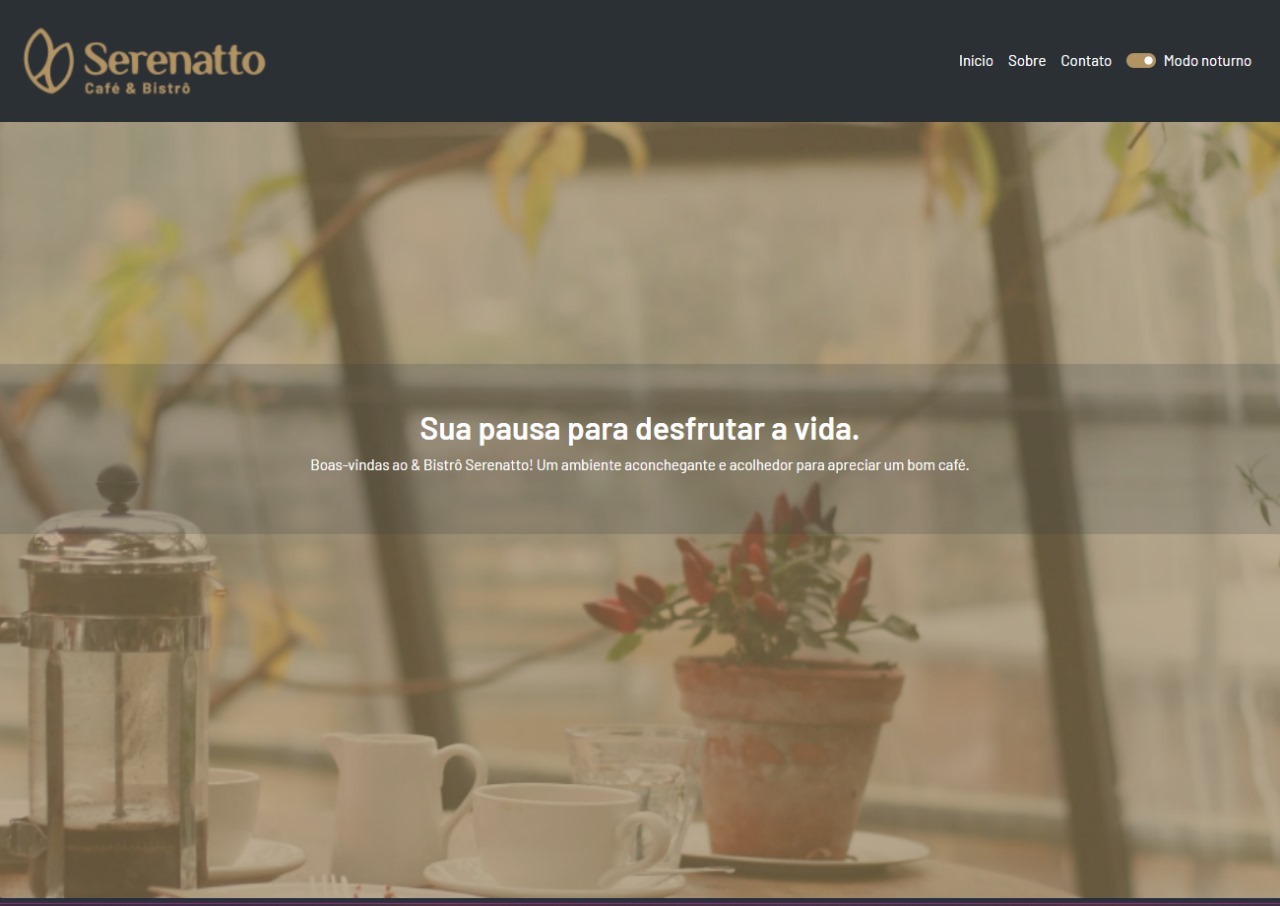 Serenatto
Café & Bistrô
Início Sobre Contato Modo noturno
Sua pausa para desfrutar a vida.
Boas-vindas ao & Bistrô Serenatto! Um ambiente aconchegante e acolhedor para apreciar um bom café.